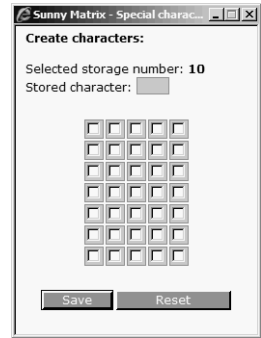 Sunny Matrix - Special charac...
Create characters:
Selected storage number: 10
Stored character:
Save Reset